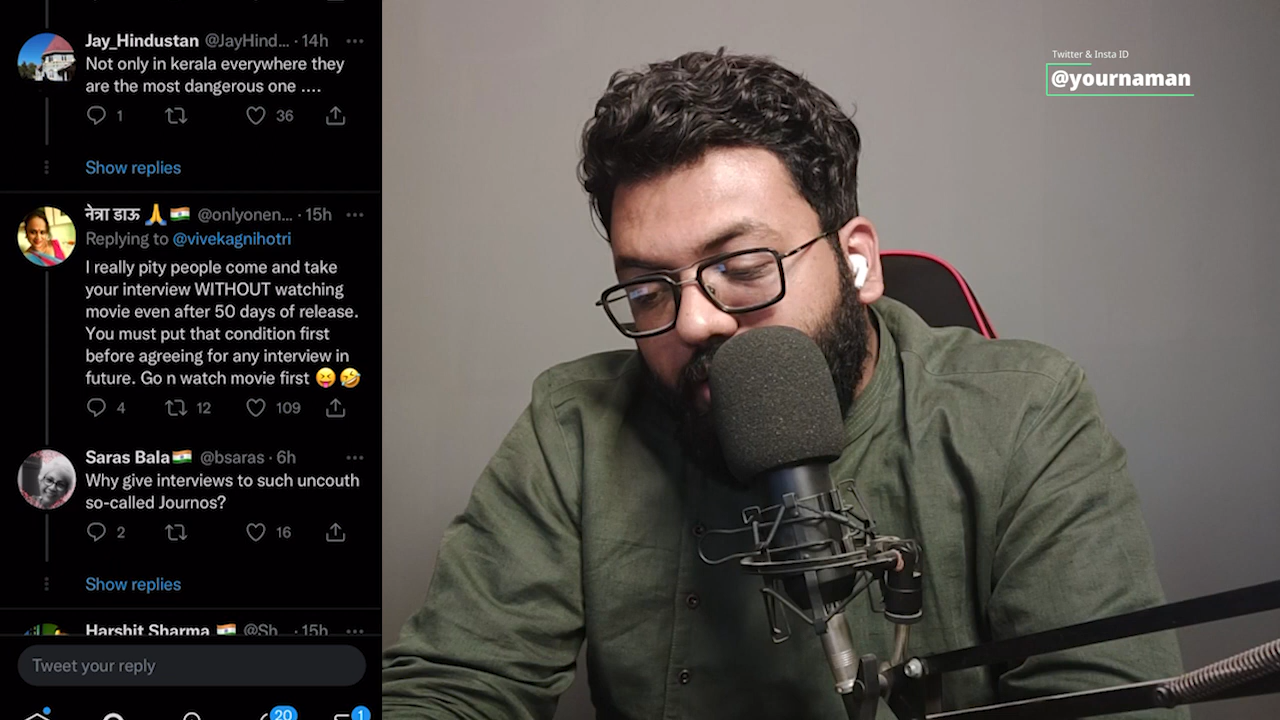 Jay_Hindustan @JayHind... · 14h
Not only in kerala everywhere they
are the most dangerous one ....
1 36
Show replies
नेत्रा डाऊ 🙏🇮🇳 @onlyonen... · 15h
Replying to @vivekagnihotri
I really pity people come and take
your interview WITHOUT watching
movie even after 50 days of release.
You must put that condition first
before agreeing for any interview in
future. Go n watch movie first 😝🤣
4 12 109
Saras Bala🇮🇳 @bsaras · 6h
Why give interviews to such uncouth
so-called Journos?
2 16
Show replies
Harshit Sharma 🇮🇳 @Sh... · 15h
Tweet your reply
20 1
Twitter & Insta ID
@yournaman